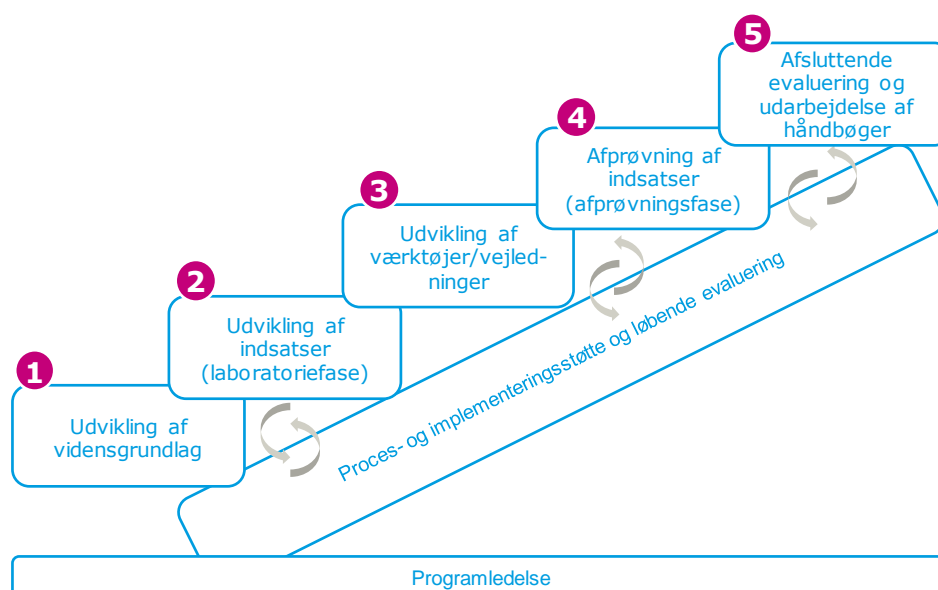 1
Udvikling af
vidensgrundlag
2
Udvikling af
indsatser
(laboratoriefase)
3
Udvikling af
værktøjer/vejled-
ninger
4
Afprøvning af
indsatser
(afprøvningsfase)
5
Afsluttende
evaluering og
udarbejdelse af
håndbøger
Proces- og implementeringsstøtte og løbende evaluering
Programledelse